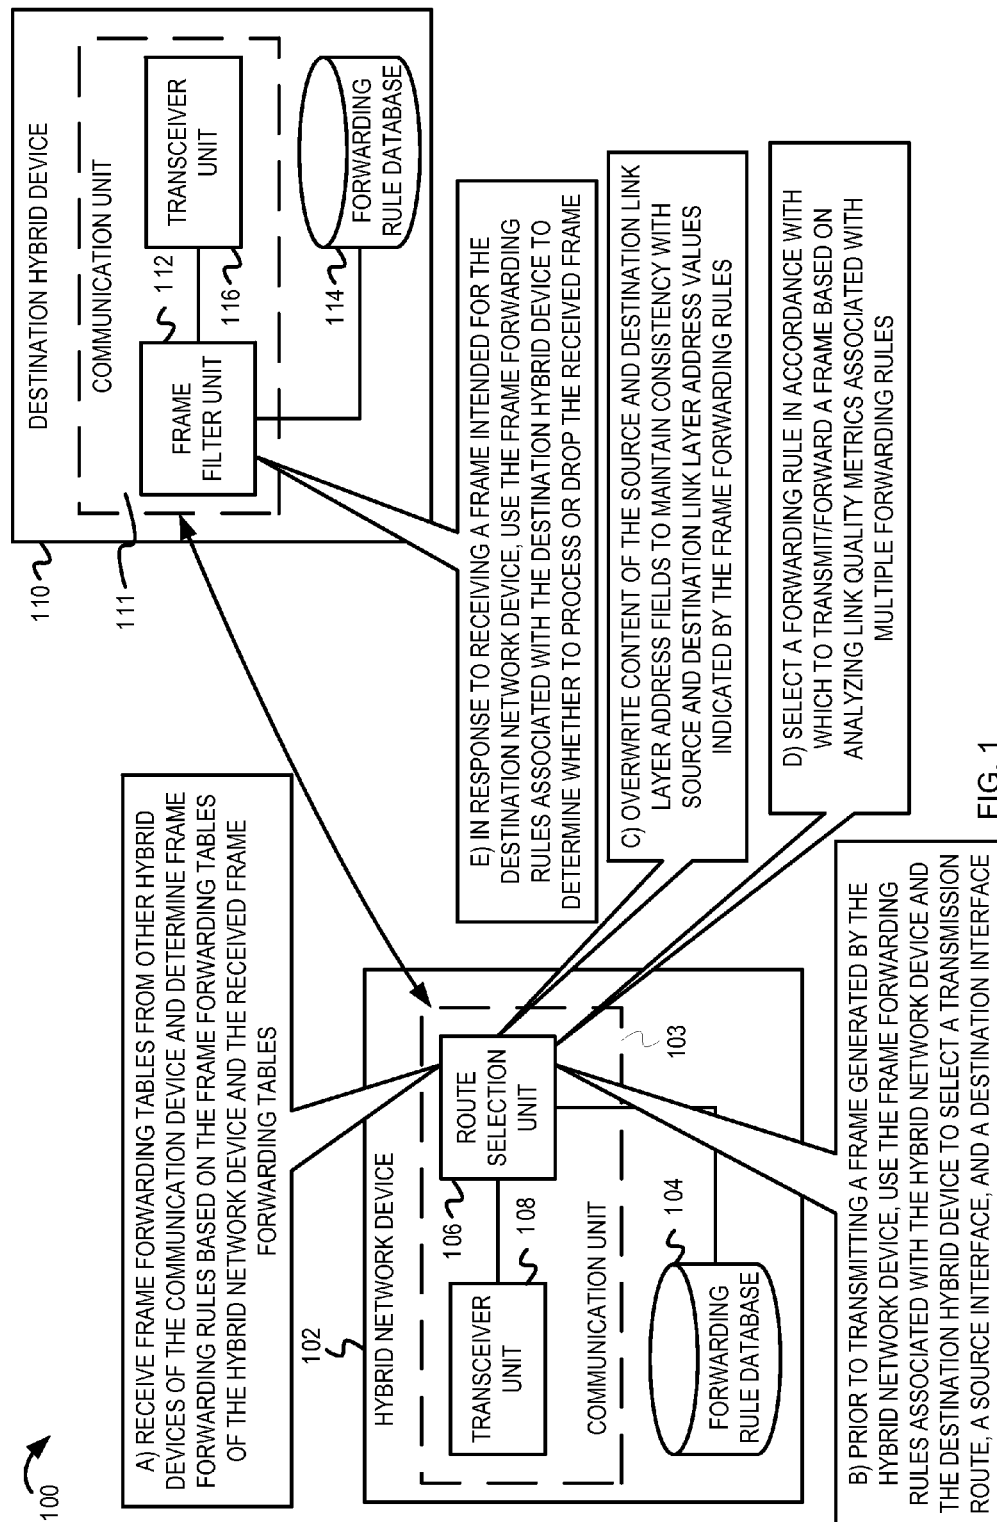 100
A) RECEIVE FRAME FORWARDING TABLES FROM OTHER HYBRID
DEVICES OF THE COMMUNICATION DEVICE AND DETERMINE FRAME
FORWARDING RULES BASED ON THE FRAME FORWARDING TABLES
OF THE HYBRID NETWORK DEVICE AND THE RECEIVED FRAME
FORWARDING TABLES
102
HYBRID NETWORK DEVICE
106
TRANSCEIVER
UNIT
108
ROUTE
SELECTION
UNIT
COMMUNICATION UNIT
103
FORWARDING
RULE DATABASE
104
B) PRIOR TO TRANSMITTING A FRAME GENERATED BY THE
HYBRID NETWORK DEVICE, USE THE FRAME FORWARDING
RULES ASSOCIATED WITH THE HYBRID NETWORK DEVICE AND
THE DESTINATION HYBRID DEVICE TO SELECT A TRANSMISSION
ROUTE, A SOURCE INTERFACE, AND A DESTINATION INTERFACE
110
DESTINATION HYBRID DEVICE
111
COMMUNICATION UNIT
FRAME
FILTER UNIT
112
TRANSCEIVER
UNIT
116
114
FORWARDING
RULE DATABASE
E) IN RESPONSE TO RECEIVING A FRAME INTENDED FOR THE
DESTINATION NETWORK DEVICE, USE THE FRAME FORWARDING
RULES ASSOCIATED WITH THE DESTINATION HYBRID DEVICE TO
DETERMINE WHETHER TO PROCESS OR DROP THE RECEIVED FRAME
C) OVERWRITE CONTENT OF THE SOURCE AND DESTINATION LINK
LAYER ADDRESS FIELDS TO MAINTAIN CONSISTENCY WITH
SOURCE AND DESTINATION LINK LAYER ADDRESS VALUES
INDICATED BY THE FRAME FORWARDING RULES
D) SELECT A FORWARDING RULE IN ACCORDANCE WITH
WHICH TO TRANSMIT/FORWARD A FRAME BASED ON
ANALYZING LINK QUALITY METRICS ASSOCIATED WITH
MULTIPLE FORWARDING RULES
FIG. 1